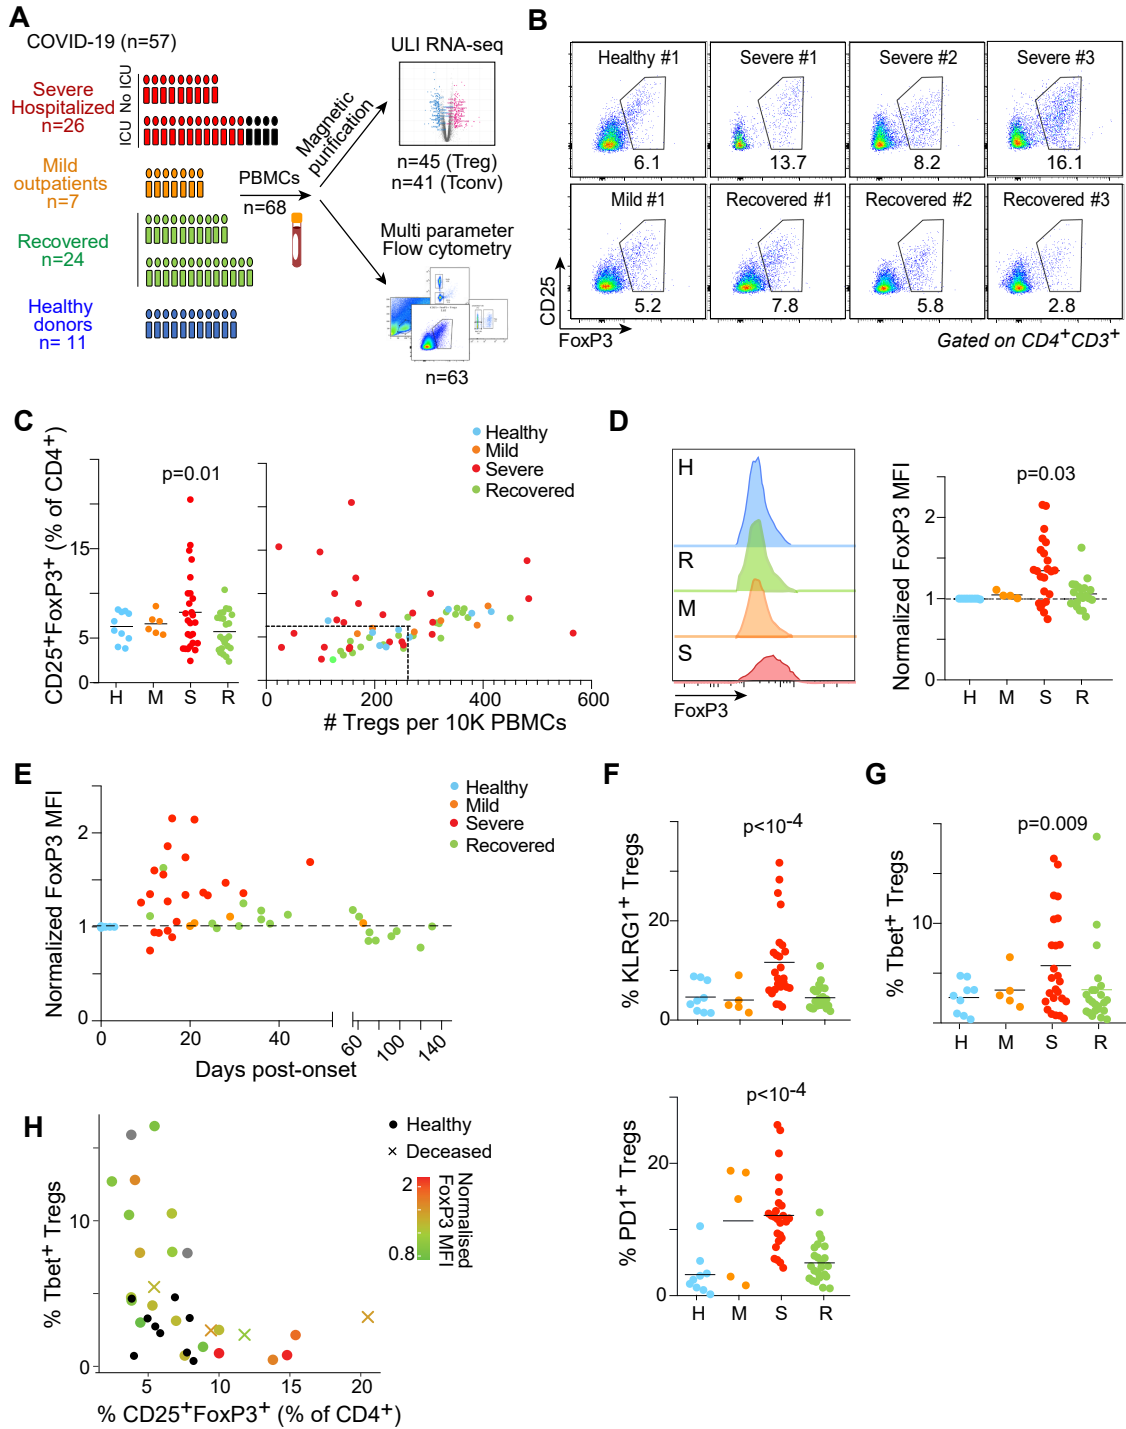 A
COVID-19 (n=57)
Severe
Hospitalized
n=26
No ICU
ICU
Mild
outpatients
n=7
Recovered
n=24
Healthy
donors
n= 11
PBMCs
n=68
Magnetic
purification
ULI RNA-seq
n=45 (Treg)
n=41 (Tconv)
Multi parameter
Flow cytometry
n=63
B
Healthy #1
6.1
Severe #1
13.7
Severe #2
8.2
Severe #3
16.1
Mild #1
5.2
Recovered #1
7.8
Recovered #2
5.8
Recovered #3
2.8
CD25
FoxP3
Gated on CD4+CD3+
C
CD25+FoxP3+ (% of CD4+)
p=0.01
15
5
0
H M S R
Healthy
Mild
Severe
Recovered
0 200 400 600
# Tregs per 10K PBMCs
D
H
R
M
S
FoxP3
Normalized FoxP3 MFI
p=0.03
2
1
0
H M S R
E
Normalized FoxP3 MFI
2
1
0
0 20 40 60 100 140
Days post-onset
Healthy
Mild
Severe
Recovered
F
% KLRG1+ Tregs
p<10-4
20
0
% PD1+ Tregs
p<10-4
20
0
H M S R
G
% Tbet+ Tregs
p=0.009
10
H M S R
H
% Tbet+ Tregs
10
0
5 10 15 20
% CD25+FoxP3+ (% of CD4+)
Healthy
Deceased
2
0.8
Normalised
FoxP3 MFI